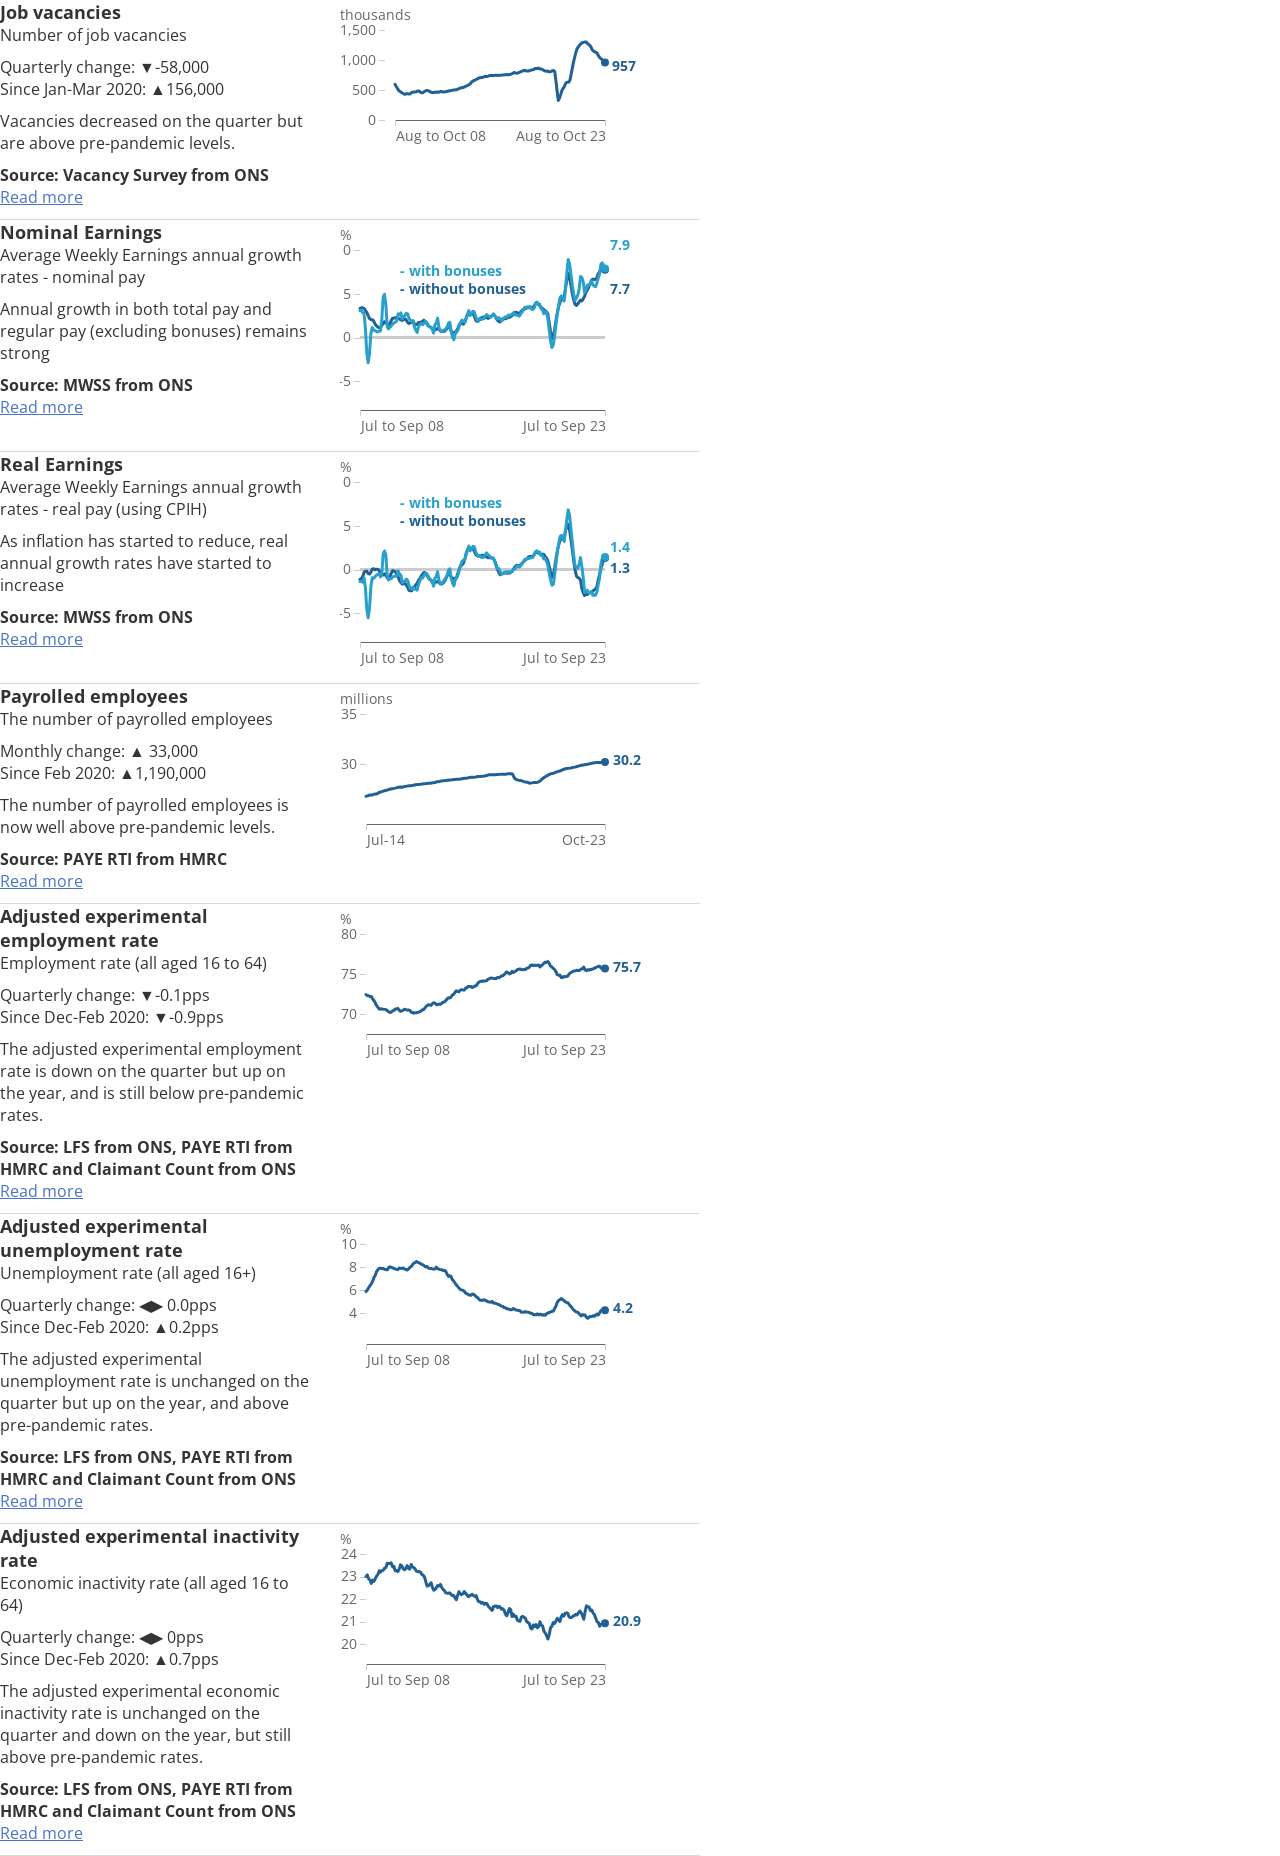 Job vacancies
Number of job vacancies
Quarterly change: ▼-58,000
Since Jan-Mar 2020: ▲156,000
Vacancies decreased on the quarter but
are above pre-pandemic levels.
Source: Vacancy Survey from ONS
Read more
thousands
1,500
1,000
500
0
957
Aug to Oct 08
Aug to Oct 23
Nominal Earnings
Average Weekly Earnings annual growth
rates - nominal pay
Annual growth in both total pay and
regular pay (excluding bonuses) remains
strong
Source: MWSS from ONS
Read more
%
0
5
0
-5
- with bonuses
- without bonuses
7.9
7.7
Jul to Sep 08
Jul to Sep 23
Real Earnings
Average Weekly Earnings annual growth
rates - real pay (using CPIH)
As inflation has started to reduce, real
annual growth rates have started to
increase
Source: MWSS from ONS
Read more
%
0
5
0
-5
- with bonuses
- without bonuses
1.4
1.3
Jul to Sep 08
Jul to Sep 23
Payrolled employees
The number of payrolled employees
Monthly change: ▲ 33,000
Since Feb 2020: ▲1,190,000
The number of payrolled employees is
now well above pre-pandemic levels.
Source: PAYE RTI from HMRC
Read more
millions
35
30
30.2
Jul-14
Oct-23
Adjusted experimental
employment rate
Employment rate (all aged 16 to 64)
Quarterly change: ▼-0.1pps
Since Dec-Feb 2020: ▼-0.9pps
The adjusted experimental employment
rate is down on the quarter but up on
the year, and is still below pre-pandemic
rates.
Source: LFS from ONS, PAYE RTI from
HMRC and Claimant Count from ONS
Read more
%
80
75
70
75.7
Jul to Sep 08
Jul to Sep 23
Adjusted experimental
unemployment rate
Unemployment rate (all aged 16+)
Quarterly change: ◀▶ 0.0pps
Since Dec-Feb 2020: ▲0.2pps
The adjusted experimental
unemployment rate is unchanged on the
quarter but up on the year, and above
pre-pandemic rates.
Source: LFS from ONS, PAYE RTI from
HMRC and Claimant Count from ONS
Read more
%
10
8
6
4
4.2
Jul to Sep 08
Jul to Sep 23
Adjusted experimental inactivity
rate
Economic inactivity rate (all aged 16 to
64)
Quarterly change: ◀▶ 0pps
Since Dec-Feb 2020: ▲0.7pps
The adjusted experimental economic
inactivity rate is unchanged on the
quarter and down on the year, but still
above pre-pandemic rates.
Source: LFS from ONS, PAYE RTI from
HMRC and Claimant Count from ONS
Read more
%
24
23
22
21
20
20.9
Jul to Sep 08
Jul to Sep 23